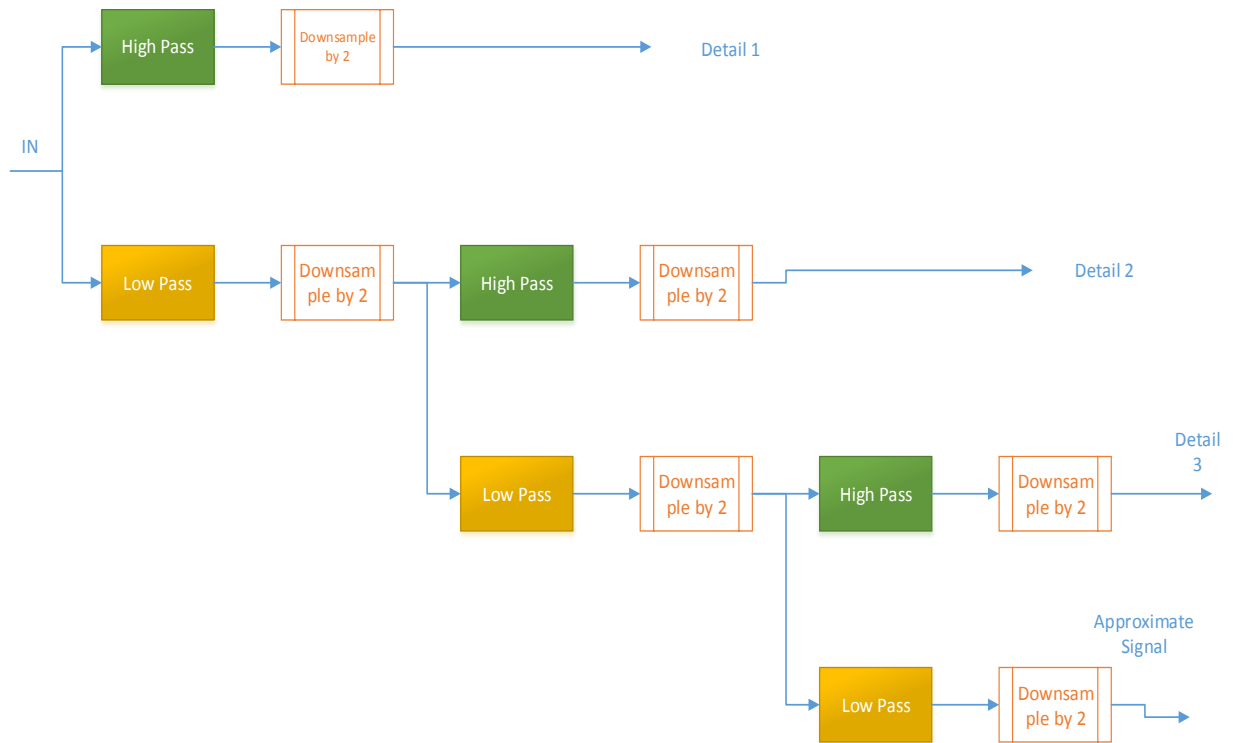 High Pass
Downsample
by 2
Detail 1
IN
Low Pass
Downsam
ple by 2
High Pass
Downsam
ple by 2
Detail 2
Low Pass
Downsam
ple by 2
High Pass
Downsam
ple by 2
Detail
3
Low Pass
Downsam
ple by 2
Approximate
Signal